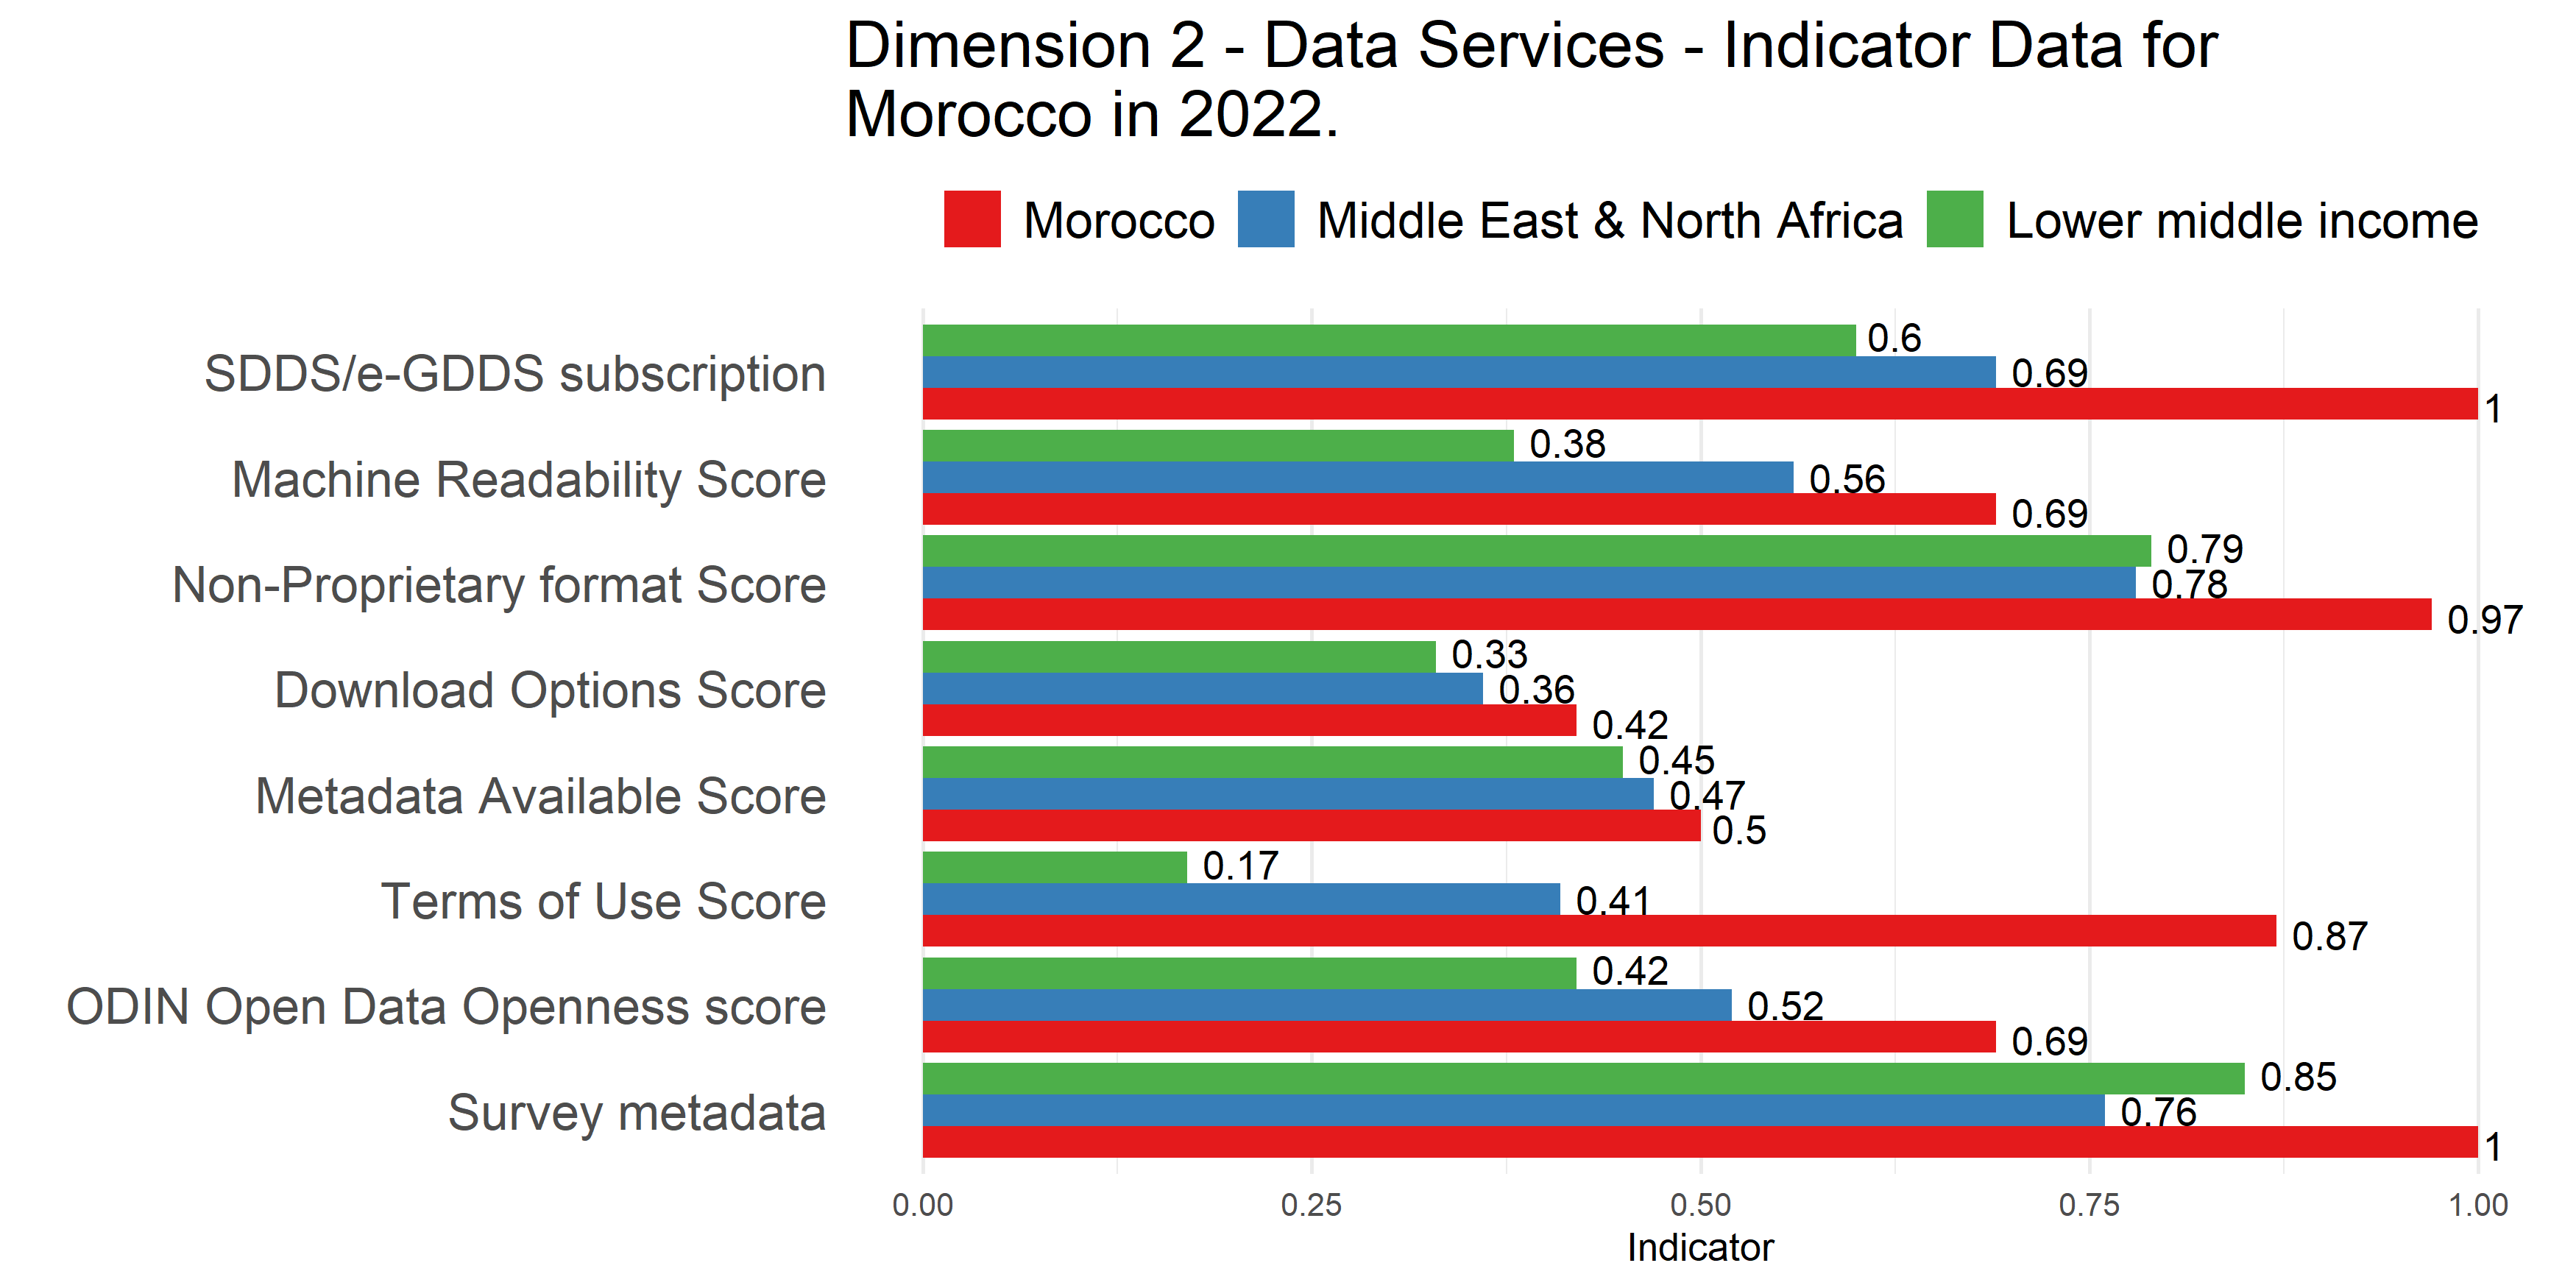 Dimension 2 - Data Services - Indicator Data for
Morocco in 2022.
Morocco Middle East & North Africa Lower middle income
SDDS/e-GDDS subscription
0.6
0.69
1
Machine Readability Score
0.38
0.56
0.69
Non-Proprietary format Score
0.79
0.78
0.97
Download Options Score
0.33
0.36
0.42
Metadata Available Score
0.45
0.47
0.5
Terms of Use Score
0.17
0.41
0.87
ODIN Open Data Openness score
0.42
0.52
0.69
Survey metadata
0.85
0.76
1
0.00 0.25 0.50 0.75 1.00
Indicator